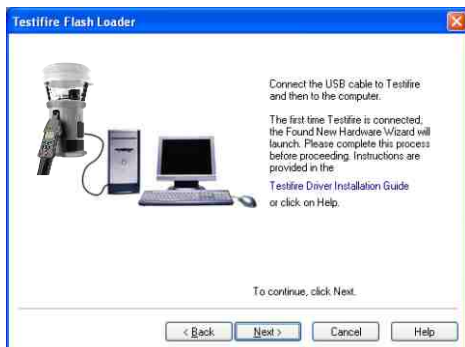 Testifire Flash Loader
Connect the USB cable to Testifire
and then to the computer.
The first time Testifire is connected,
the Found New Hardware Wizard will
launch. Please complete this process
before proceeding. Instructions are
provided in the
Testifire Driver Installation Guide
or click on Help.
To continue, click Next.
< Back
Next >
Cancel
Help